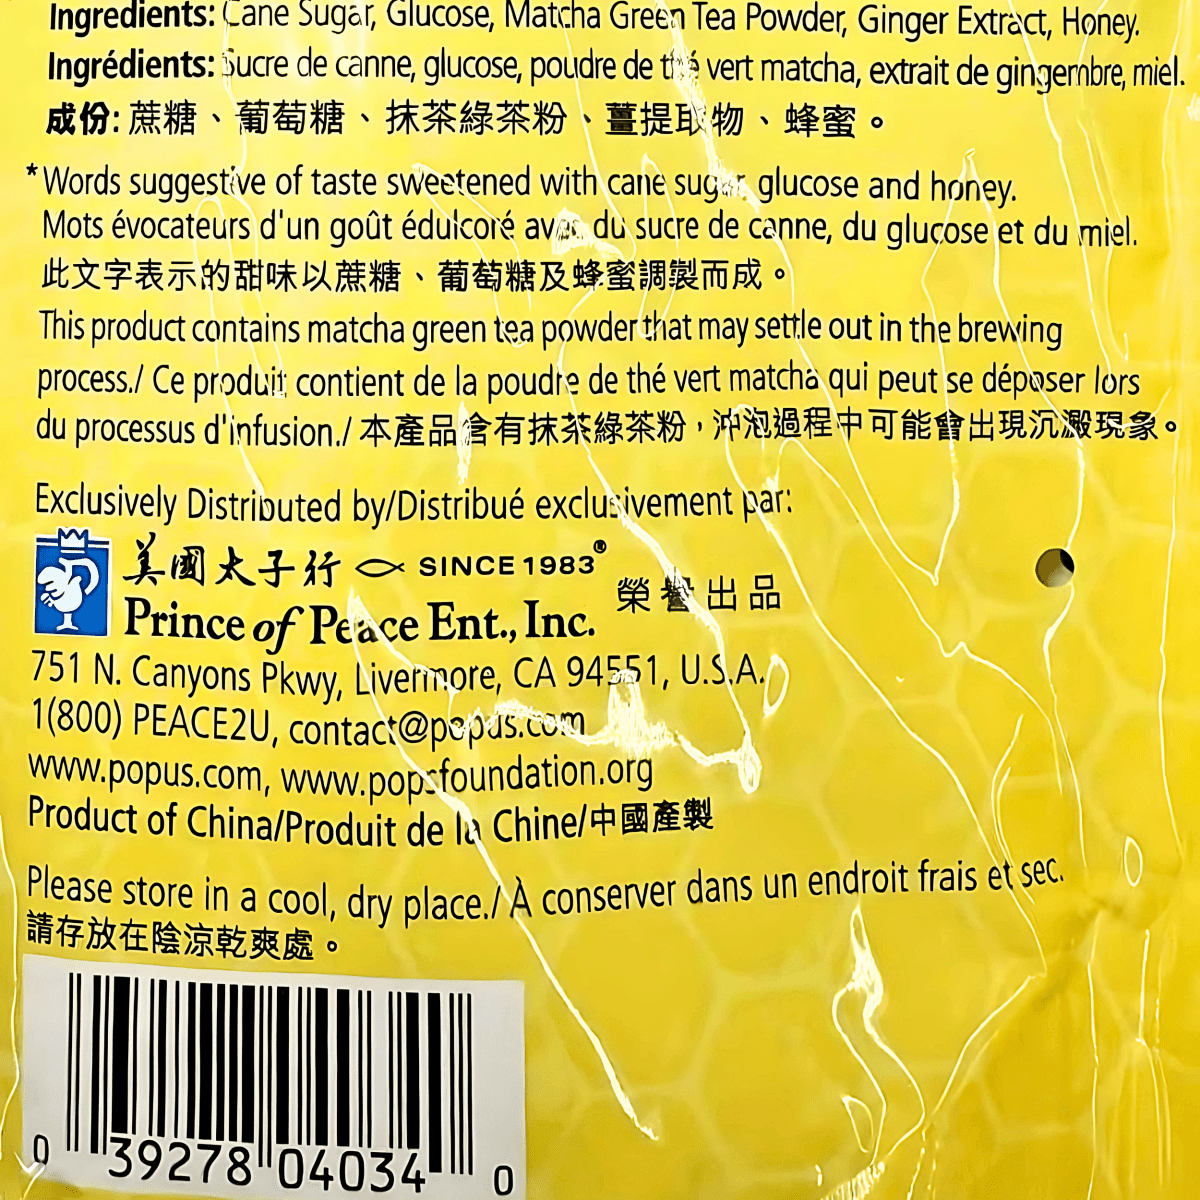 Ingredients: Cane Sugar, Glucose, Matcha Green Tea Powder, Ginger Extract, Honey.
Ingrédients: Sucre de canne, glucose, poudre de thé vert matcha, extrait de gingembre, miel.
成份: 蔗糖、葡萄糖、抹茶綠茶粉、薑提取物、蜂蜜。
*Words suggestive of taste sweetened with cane sugar, glucose and honey.
Mots évocateurs d'un goût édulcoré avec du sucre de canne, du glucose et du miel.
此文字表示的甜味以蔗糖、葡萄糖及蜂蜜調製而成。
This product contains matcha green tea powder that may settle out in the brewing
process./ Ce produit contient de la poudre de thé vert matcha qui peut se déposer lors
du processus d'infusion./ 本產品含有抹茶綠茶粉，沖泡過程中可能會出現沉澱現象。
Exclusively Distributed by/Distribué exclusivement par:
美國太子行 SINCE 1983®
Prince of Peace Ent., Inc. 榮譽出品
751 N. Canyons Pkwy, Livermore, CA 94551, U.S.A.
1(800) PEACE2U, contact@popus.com
www.popus.com, www.popsfoundation.org
Product of China/Produit de la Chine/中國產製
Please store in a cool, dry place./ À conserver dans un endroit frais et sec.
請存放在陰涼乾爽處。
0 39278 04034 0